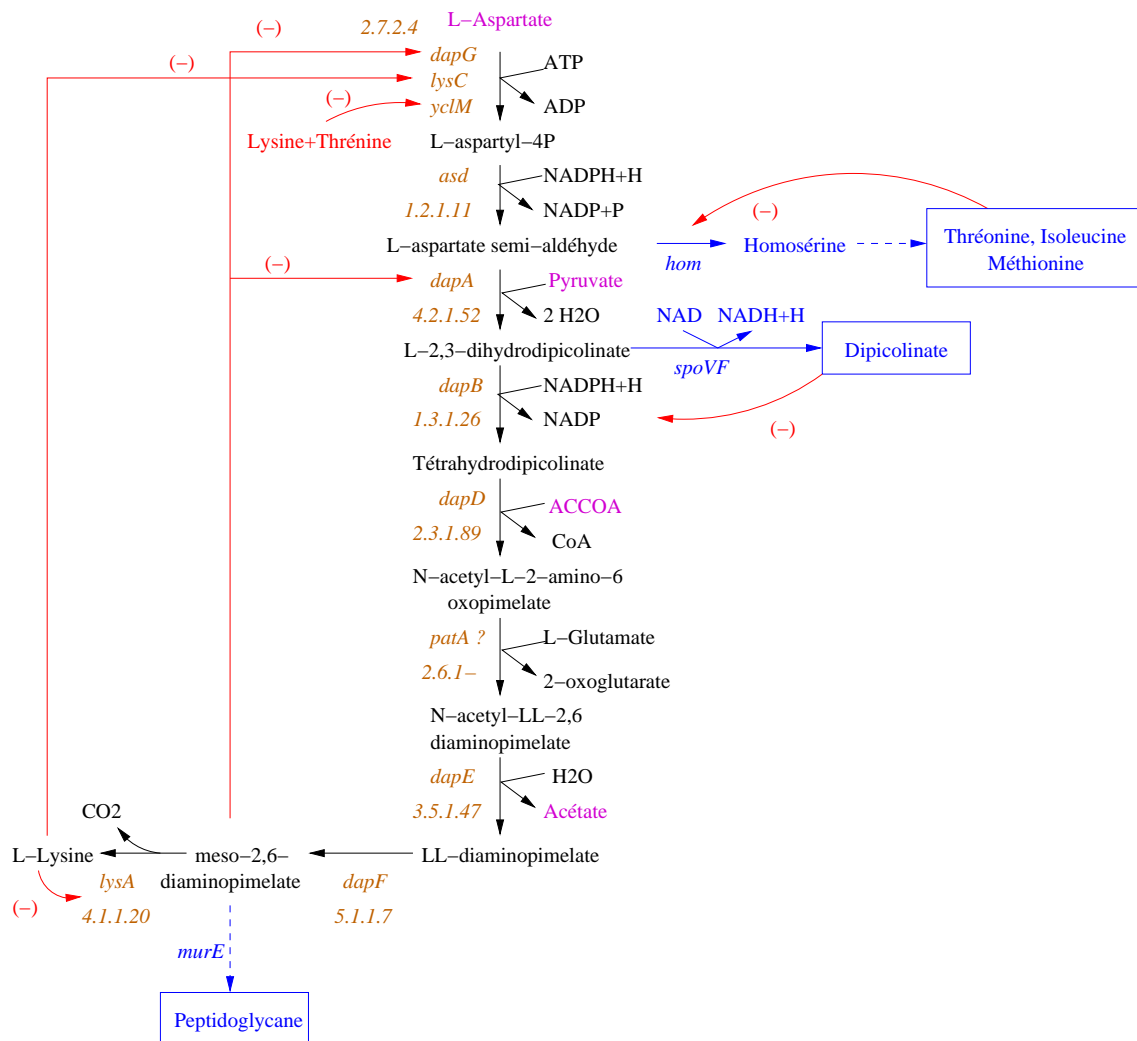 L−Aspartate
2.7.2.4
(−)
dapG
ATP
(−)
lysC
(−)
yclM
ADP
Lysine+Thrénine
L−aspartyl−4P
asd
NADPH+H
1.2.1.11
NADP+P
(−)
L−aspartate semi−aldéhyde
hom
Homosérine
Thréonine, Isoleucine
Méthionine
(−)
dapA
Pyruvate
4.2.1.52
2 H2O
NAD
NADH+H
L−2,3−dihydrodipicolinate
spoVF
Dipicolinate
dapB
NADPH+H
1.3.1.26
NADP
(−)
Tétrahydrodipicolinate
dapD
ACCOA
2.3.1.89
CoA
N−acetyl−L−2−amino−6
oxopimelate
patA ?
L−Glutamate
2.6.1−
2−oxoglutarate
N−acetyl−LL−2,6
diaminopimelate
dapE
H2O
3.5.1.47
Acétate
CO2
L−Lysine
meso−2,6−
diaminopimelate
LL−diaminopimelate
lysA
dapF
(−)
4.1.1.20
5.1.1.7
murE
Peptidoglycane